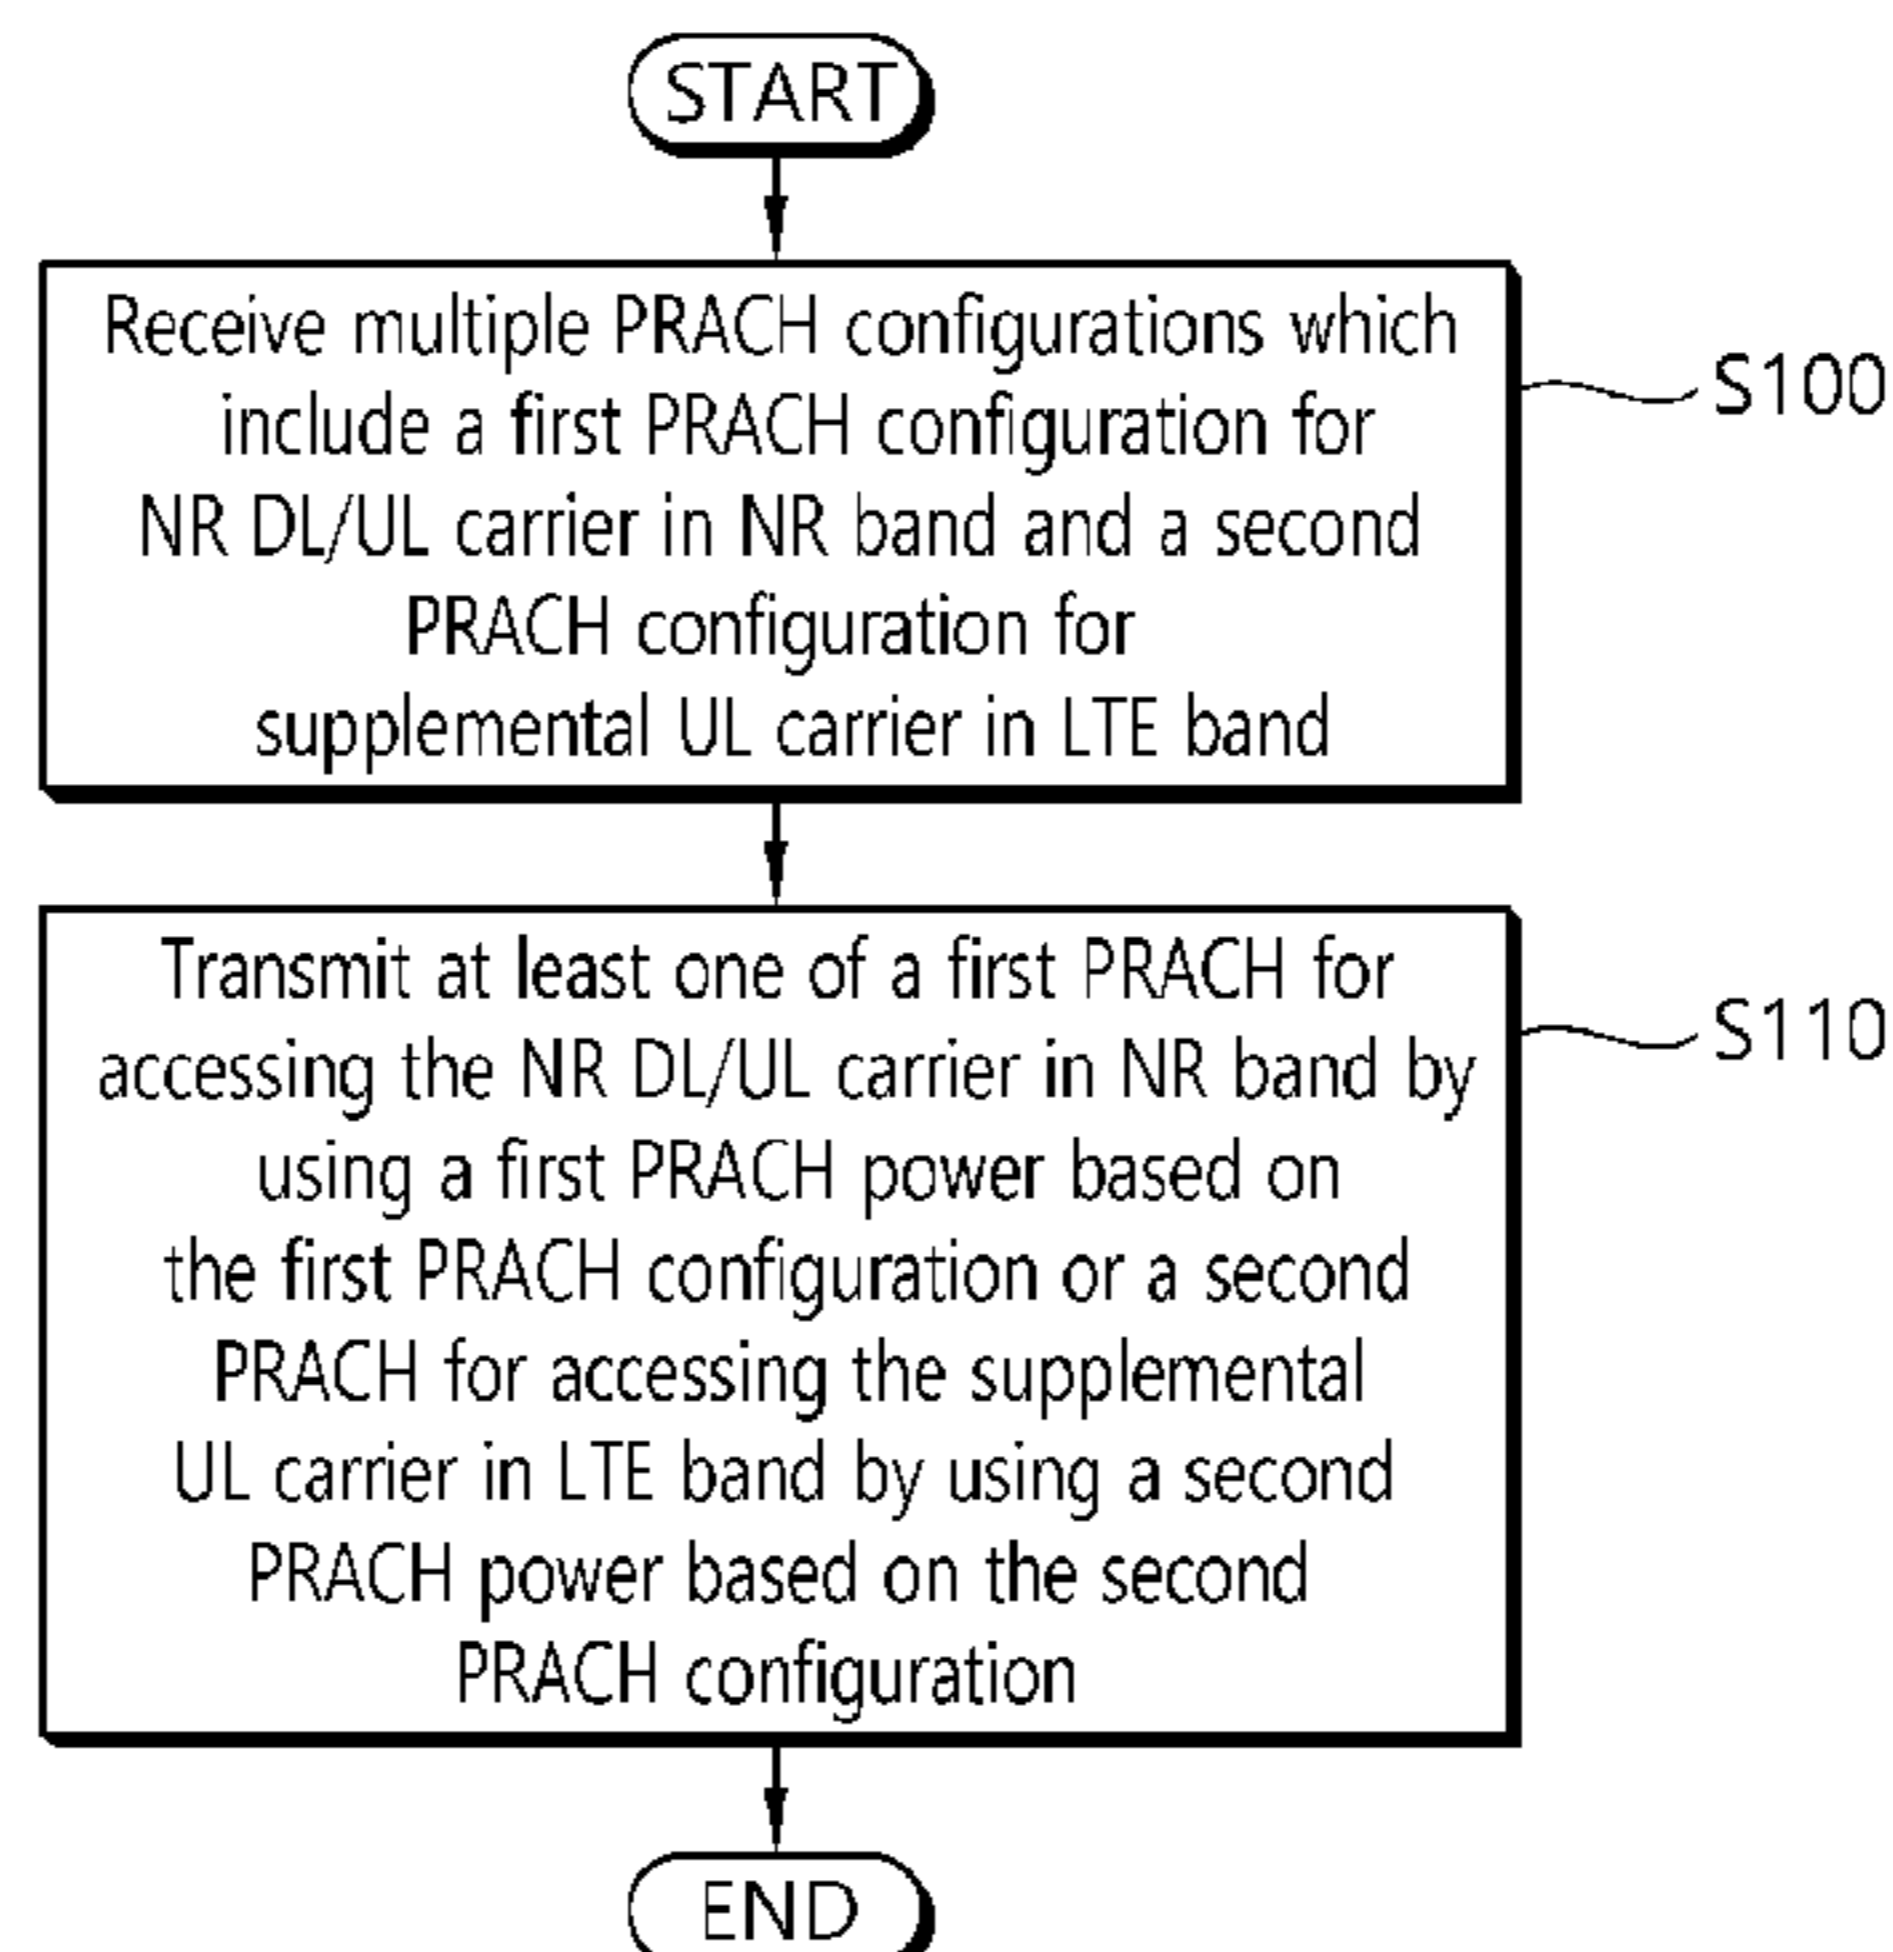 START
Receive multiple PRACH configurations which
include a first PRACH configuration for
NR DL/UL carrier in NR band and a second
PRACH configuration for
supplemental UL carrier in LTE band
S100
Transmit at least one of a first PRACH for
accessing the NR DL/UL carrier in NR band by
using a first PRACH power based on
the first PRACH configuration or a second
PRACH for accessing the supplemental
UL carrier in LTE band by using a second
PRACH power based on the second
PRACH configuration
S110
END